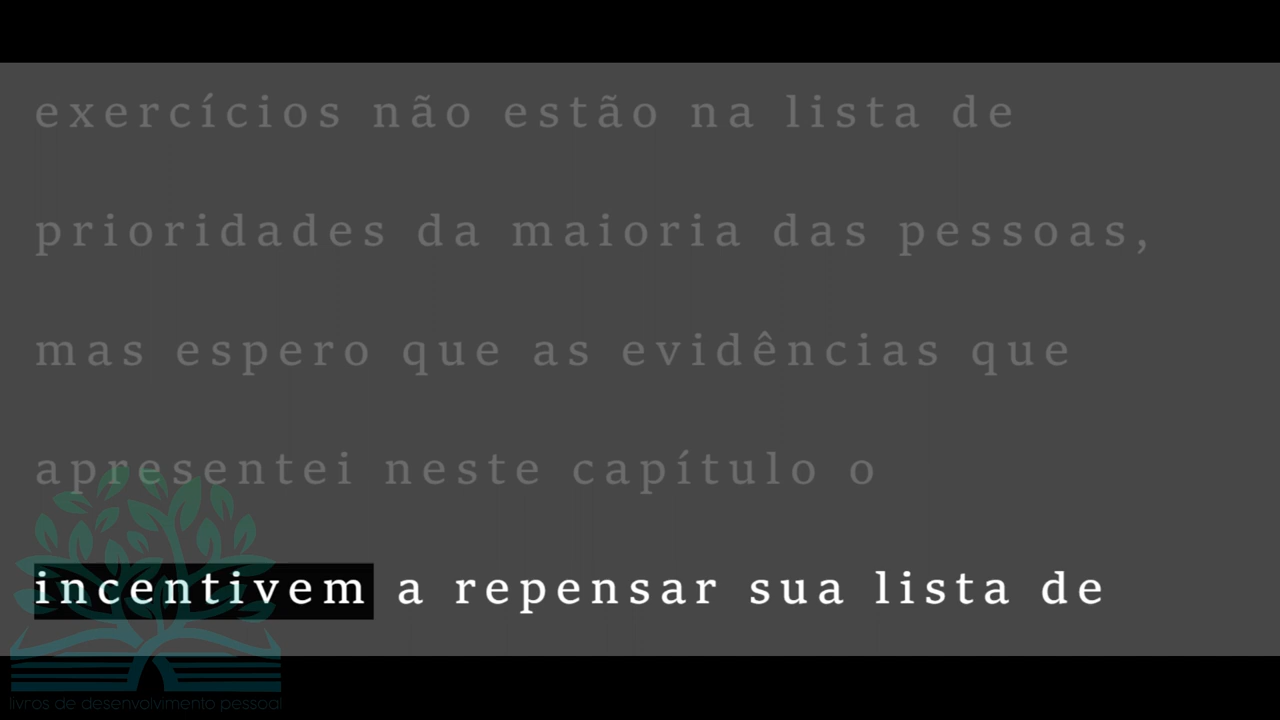 exercícios não estão na lista de
prioridades da maioria das pessoas,
mas espero que as evidências que
apresentei neste capítulo o
incentivem a repensar sua lista de
livros de desenvolvimento pessoal